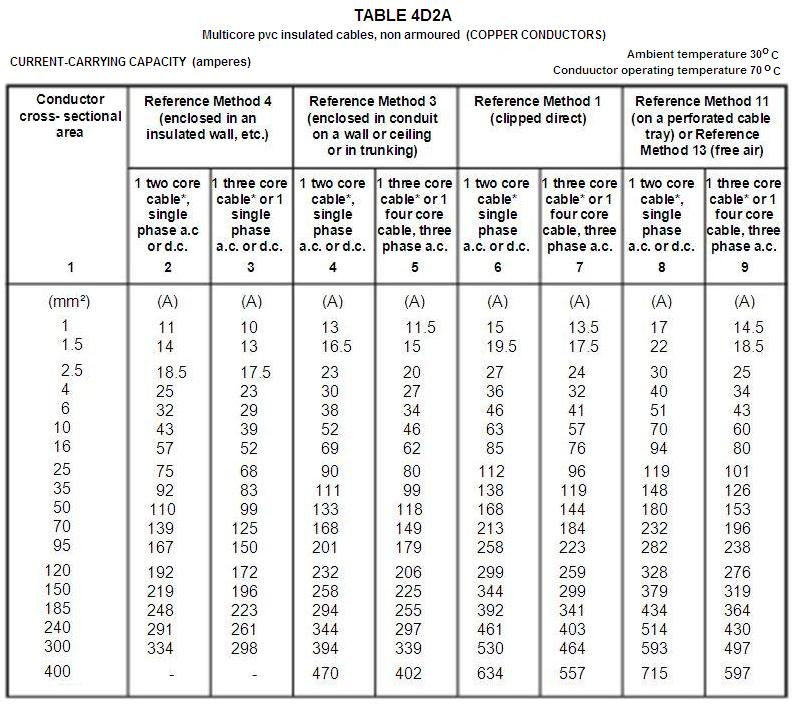 TABLE 4D2A
Multicore pvc insulated cables, non armoured (COPPER CONDUCTORS)
Ambient temperature 30⁰ C
CURRENT-CARRYING CAPACITY (amperes)
Conduuctor operating temperature 70 ⁰ C
Conductor cross- sectional area
Reference Method 4 (enclosed in an insulated wall, etc.)
Reference Method 3 (enclosed in conduit on a wall or ceiling or in trunking)
Reference Method 1 (clipped direct)
Reference Method 11 (on a perforated cable tray) or Reference Method 13 (free air)
1 two core cable*, single phase a.c or d.c.
1 three core cable* or 1 single phase a.c. or d.c.
1 two core cable*, single phase a.c. or d.c.
1 three core cable* or 1 four core cable, three phase a.c.
1 two core cable* single phase a.c. or d.c.
1 three core cable* or 1 four core cable, three phase a.c.
1 two core cable*, single phase a.c. or d.c.
1 three core cable* or 1 four core cable, three phase a.c.
1 2 3 4 5 6 7 8 9
(mm²) (A) (A) (A) (A) (A) (A) (A) (A)
1 11 10 13 11.5 15 13.5 17 14.5
1.5 14 13 16.5 15 19.5 17.5 22 18.5
2.5 18.5 17.5 23 20 27 24 30 25
4 25 23 30 27 36 32 40 34
6 32 29 38 34 46 41 51 43
10 43 39 52 46 63 57 70 60
16 57 52 69 62 85 76 94 80
25 75 68 90 80 112 96 119 101
35 92 83 111 99 138 119 148 126
50 110 99 133 118 168 144 180 153
70 139 125 168 149 213 184 232 196
95 167 150 201 179 258 223 282 238
120 192 172 232 206 299 259 328 276
150 219 196 258 225 344 299 379 319
185 248 223 294 255 392 341 434 364
240 291 261 344 297 461 403 514 430
300 334 298 394 339 530 464 593 497
400 - - 470 402 634 557 715 597